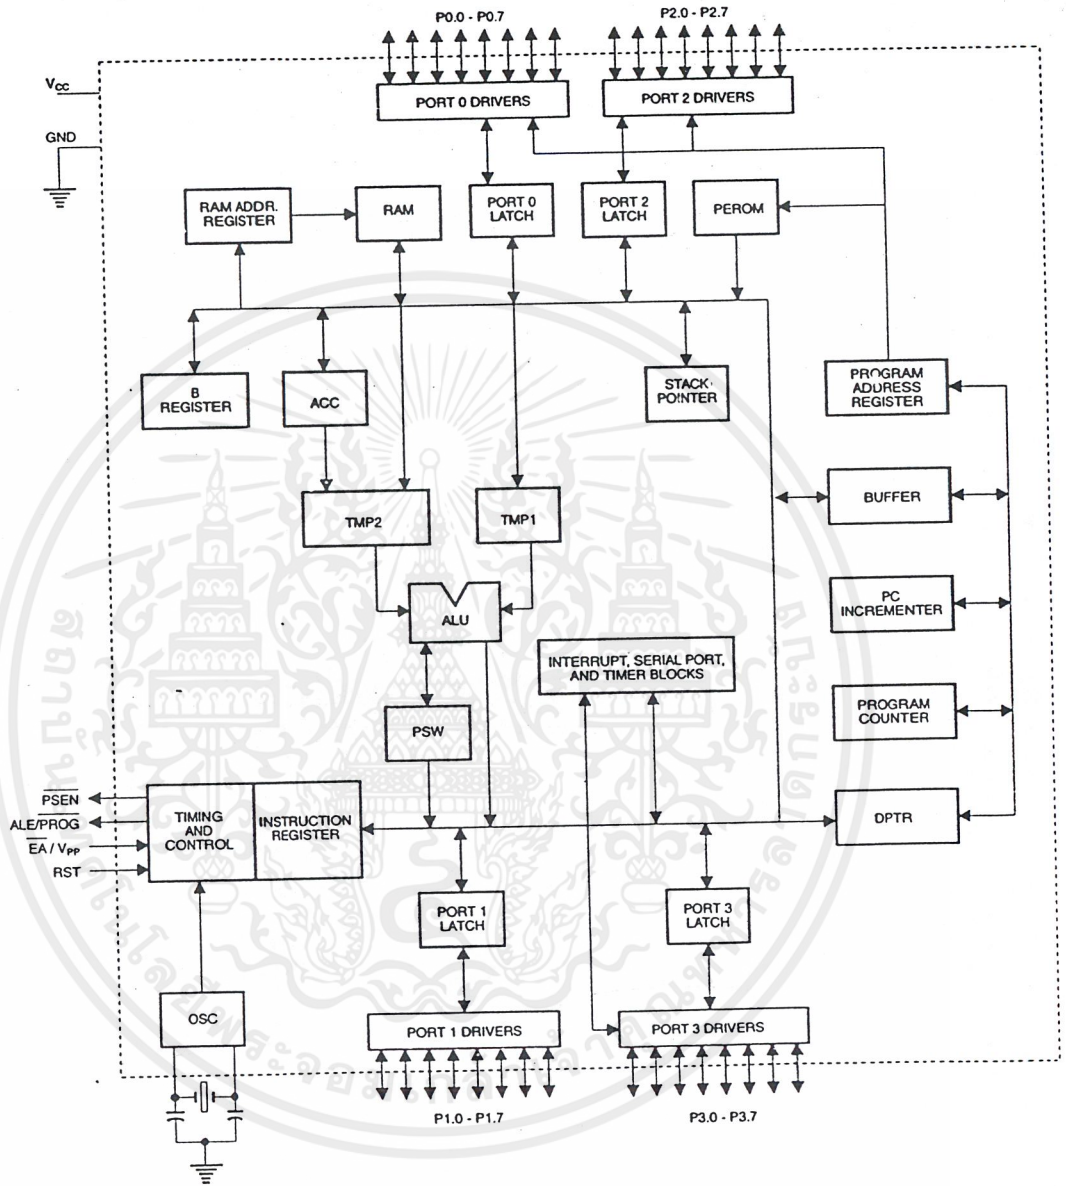 P0.0 - P0.7
P2.0 - P2.7
VCC
GND
PORT 0 DRIVERS
PORT 2 DRIVERS
RAM ADDR.
REGISTER
RAM
PORT 0
LATCH
PORT 2
LATCH
PEROM
B
REGISTER
ACC
STACK
POINTER
PROGRAM
ADDRESS
REGISTER
TMP2
TMP1
BUFFER
ALU
PC
INCREMENTER
INTERRUPT, SERIAL PORT,
AND TIMER BLOCKS
PROGRAM
COUNTER
PSW
PSEN
ALE/PROG
EA / VPP
RST
TIMING
AND
CONTROL
INSTRUCTION
REGISTER
DPTR
PORT 1
LATCH
PORT 3
LATCH
OSC
PORT 1 DRIVERS
PORT 3 DRIVERS
P1.0 - P1.7
P3.0 - P3.7